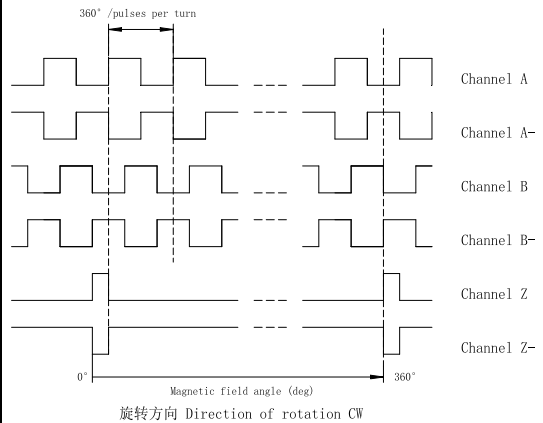 360° /pulses per turn
Channel A
Channel A-
Channel B
Channel B-
Channel Z
Channel Z-
0°
360°
Magnetic field angle (deg)
旋转方向 Direction of rotation CW